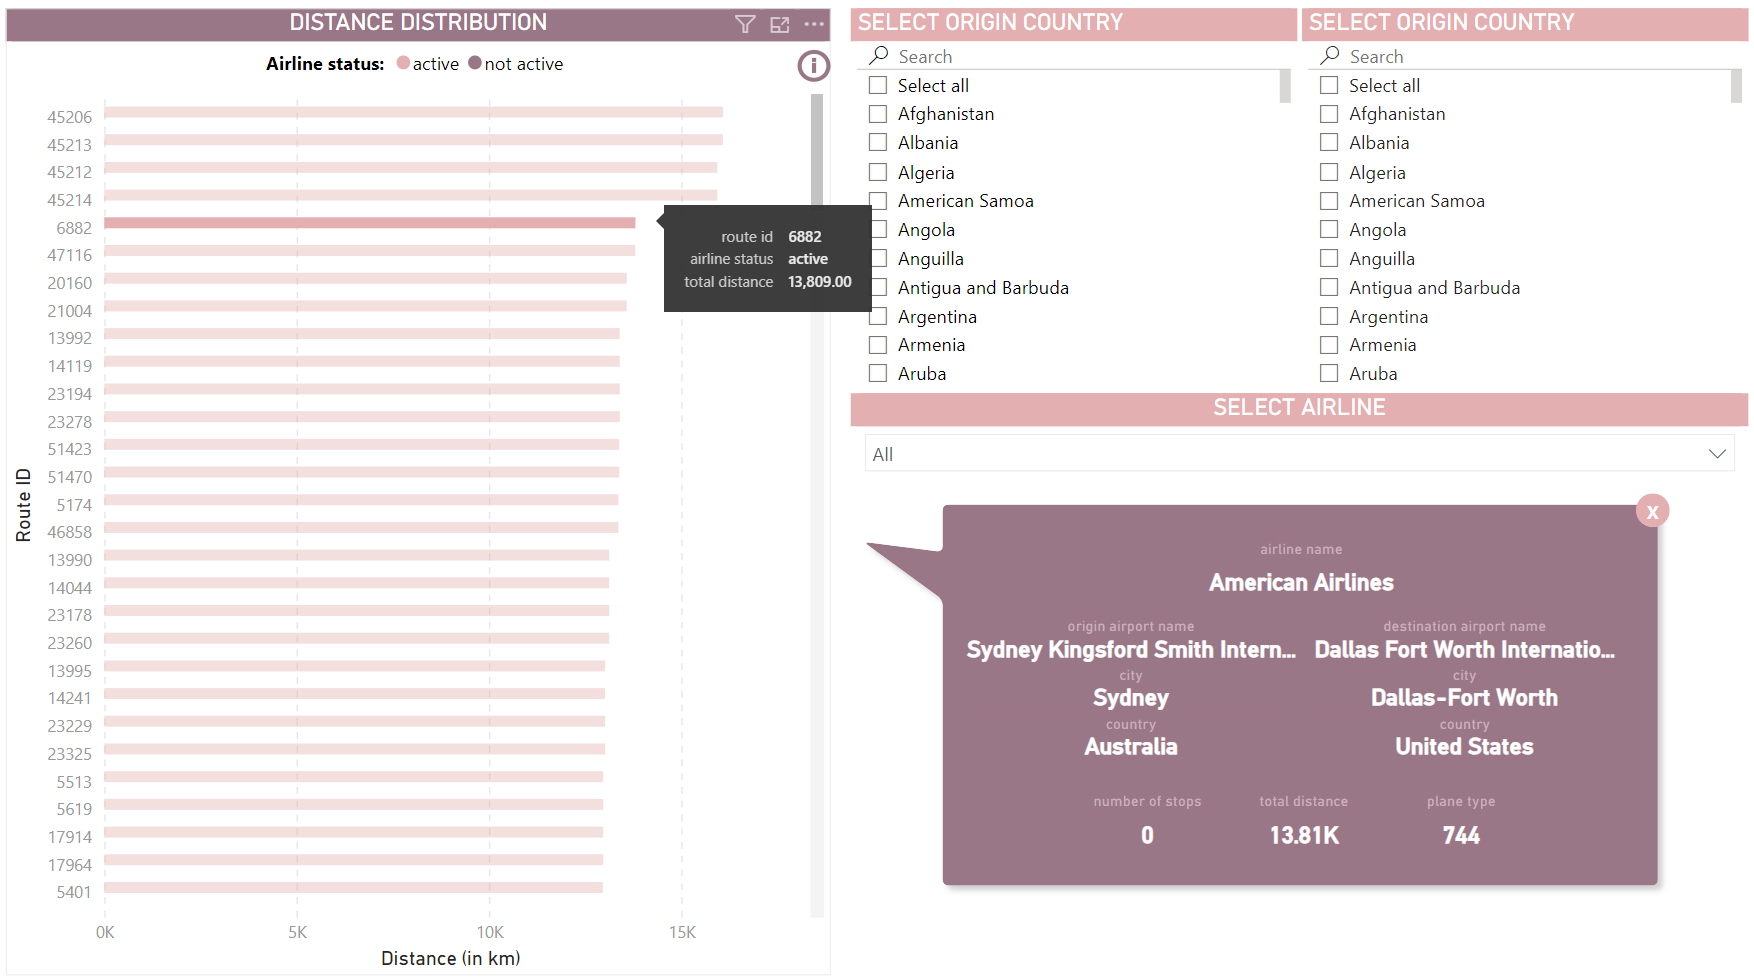 DISTANCE DISTRIBUTION
Airline status: active not active
45206
45213
45212
45214
6882
47116
20160
21004
13992
14119
23194
23278
51423
51470
5174
46858
13990
14044
23178
23260
13995
14241
23229
23325
5513
5619
17914
17964
5401
Route ID
0K 5K 10K 15K
Distance (in km)
route id 6882
airline status active
total distance 13,809.00
SELECT ORIGIN COUNTRY
Search
Select all
Afghanistan
Albania
Algeria
American Samoa
Angola
Anguilla
Antigua and Barbuda
Argentina
Armenia
Aruba
SELECT ORIGIN COUNTRY
Search
Select all
Afghanistan
Albania
Algeria
American Samoa
Angola
Anguilla
Antigua and Barbuda
Argentina
Armenia
Aruba
SELECT AIRLINE
All
x
airline name
American Airlines
origin airport name
Sydney Kingsford Smith Intern...
city
Sydney
country
Australia
destination airport name
Dallas Fort Worth Internatio...
city
Dallas-Fort Worth
country
United States
number of stops
0
total distance
13.81K
plane type
744